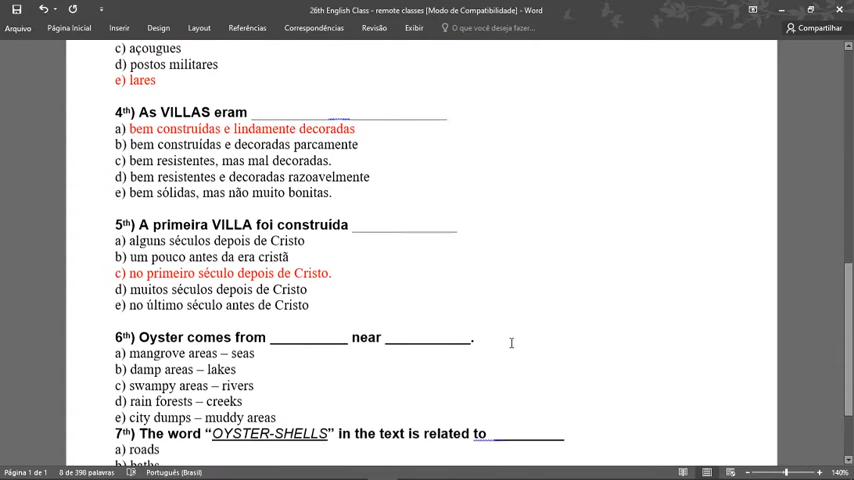 26th English Class - remote classes [Modo de Compatibilidade] - Word
Arquivo Página Inicial Inserir Design Layout Referências Correspondências Revisão Exibir O que você deseja fazer... Compartilhar
c) açougues
d) postos militares
e) lares
4th) As VILLAS eram ____________________________
a) bem construídas e lindamente decoradas
b) bem construídas e decoradas parcamente
c) bem resistentes, mas mal decoradas.
d) bem resistentes e decoradas razoavelmente
e) bem sólidas, mas não muito bonitas.
5th) A primeira VILLA foi construída _______________
a) alguns séculos depois de Cristo
b) um pouco antes da era cristã
c) no primeiro século depois de Cristo.
d) muitos séculos depois de Cristo
e) no último século antes de Cristo
6th) Oyster comes from __________ near ___________.
a) mangrove areas – seas
b) damp areas – lakes
c) swampy areas – rivers
d) rain forests – creeks
e) city dumps – muddy areas
7th) The word “OYSTER-SHELLS” in the text is related to __________
a) roads
b) baths
Página 1 de 1 8 de 398 palavras Português (Brasil) 140%